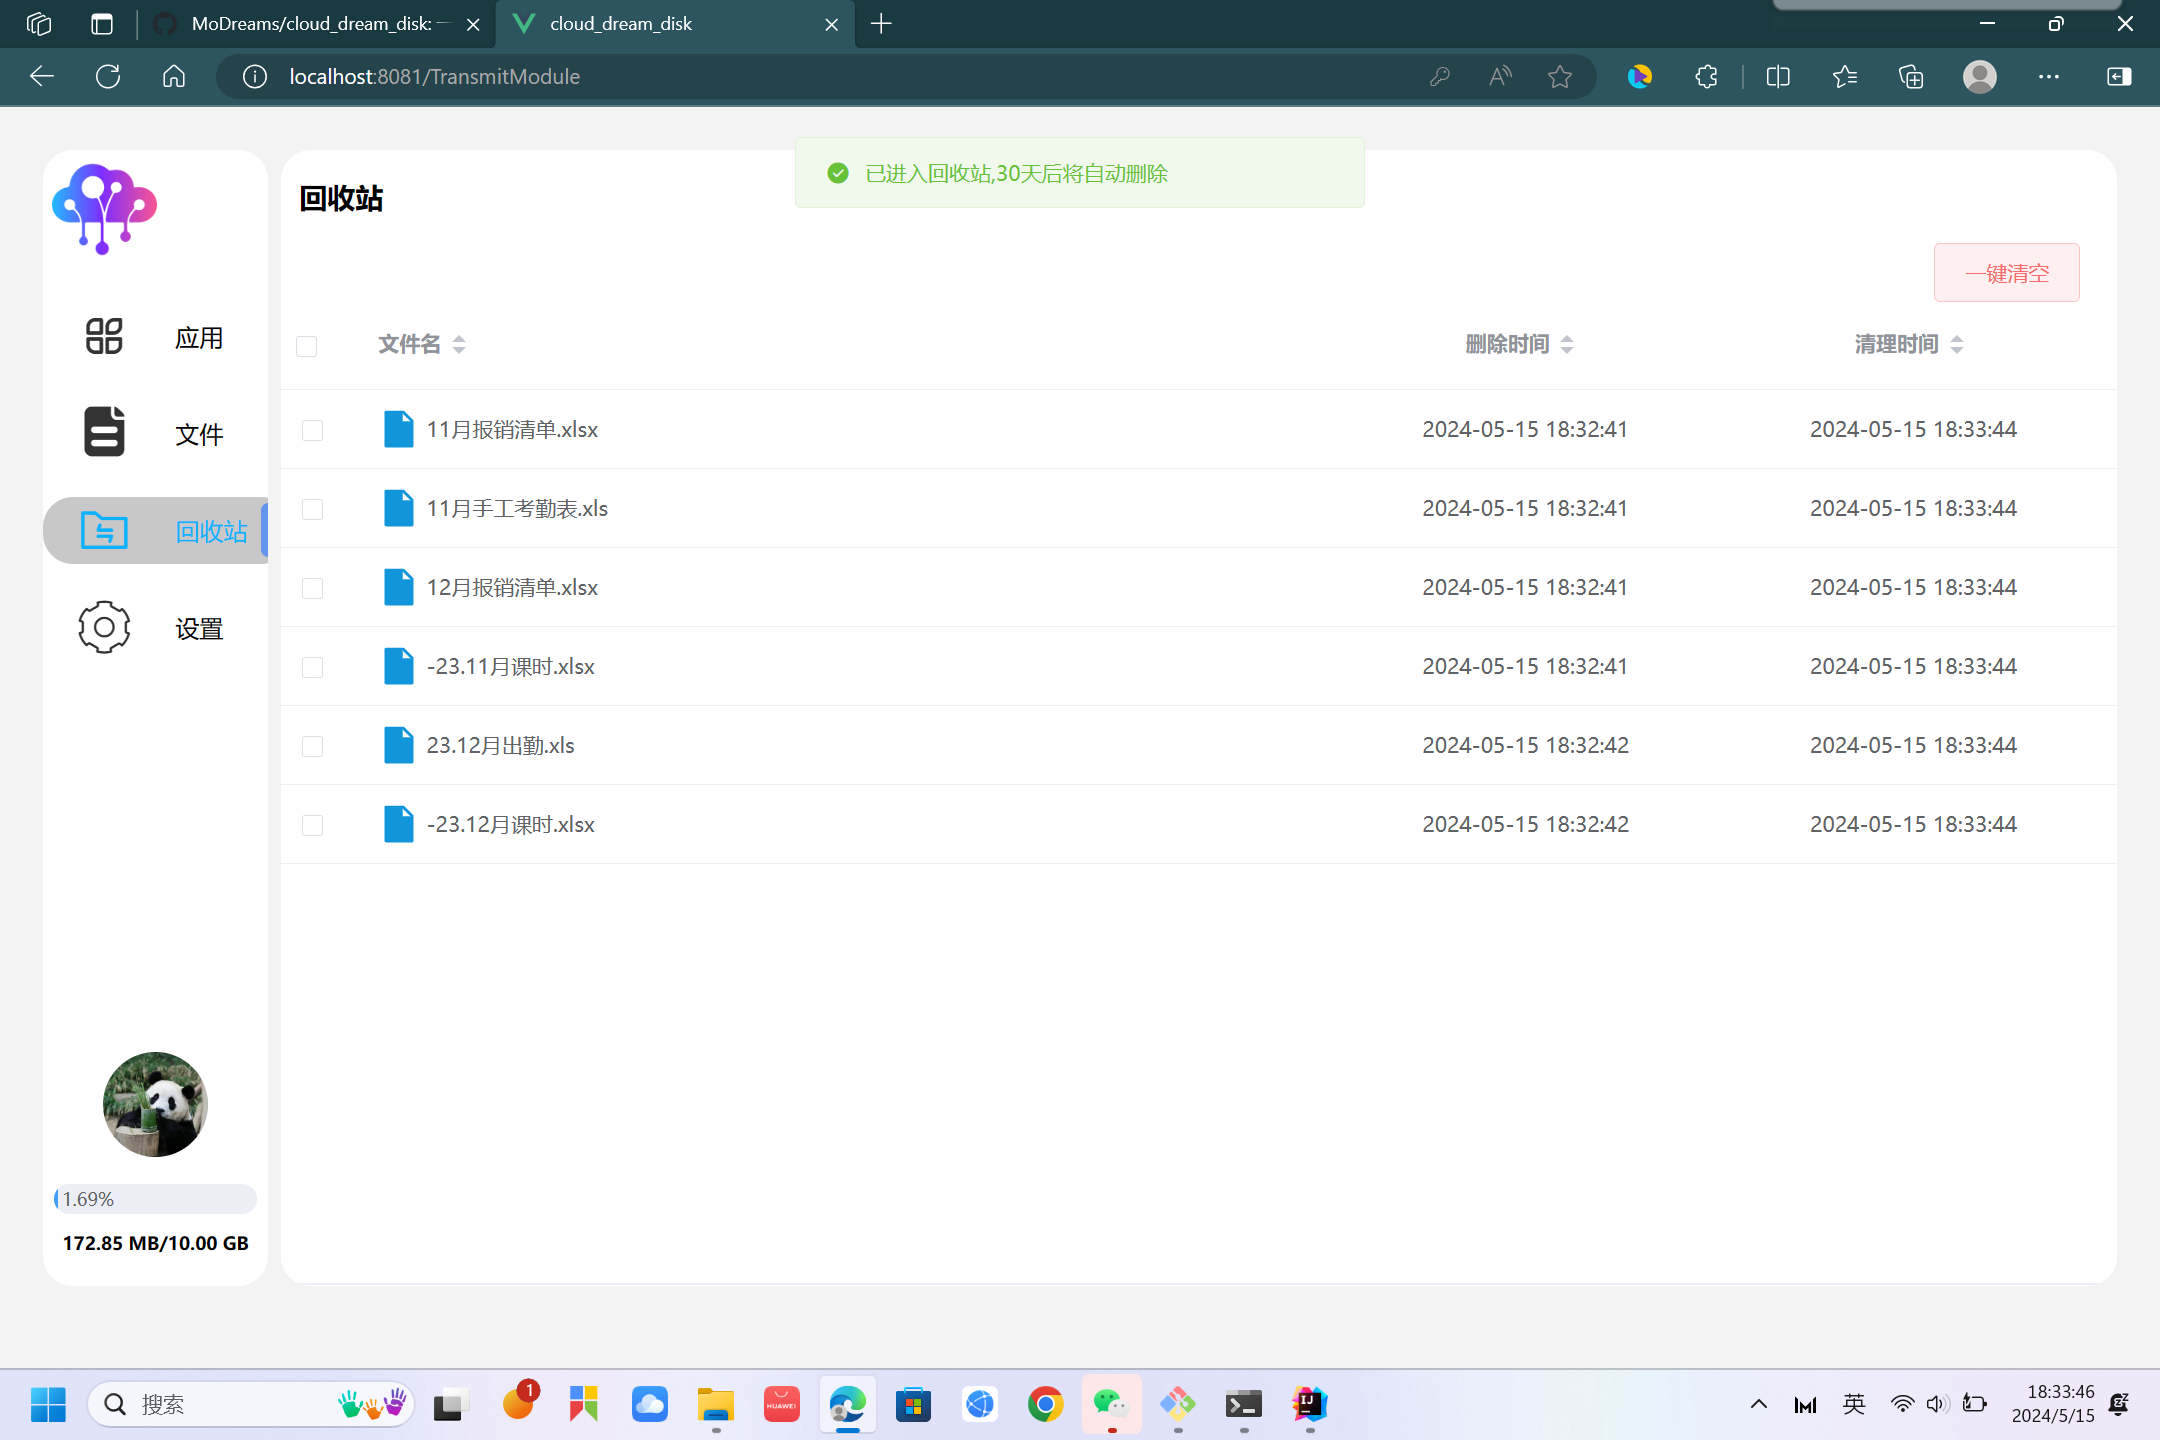 MoDreams/cloud_dream_disk: 一
cloud_dream_disk
localhost:8081/TransmitModule
已进入回收站,30天后将自动删除
回收站
一键清空
应用
文件
回收站
设置
文件名 删除时间 清理时间
11月报销清单.xlsx 2024-05-15 18:32:41 2024-05-15 18:33:44
11月手工考勤表.xls 2024-05-15 18:32:41 2024-05-15 18:33:44
12月报销清单.xlsx 2024-05-15 18:32:41 2024-05-15 18:33:44
-23.11月课时.xlsx 2024-05-15 18:32:41 2024-05-15 18:33:44
23.12月出勤.xls 2024-05-15 18:32:42 2024-05-15 18:33:44
-23.12月课时.xlsx 2024-05-15 18:32:42 2024-05-15 18:33:44
1.69%
172.85 MB/10.00 GB
搜索
1
HUAWEI
IJ
英
18:33:46
2024/5/15